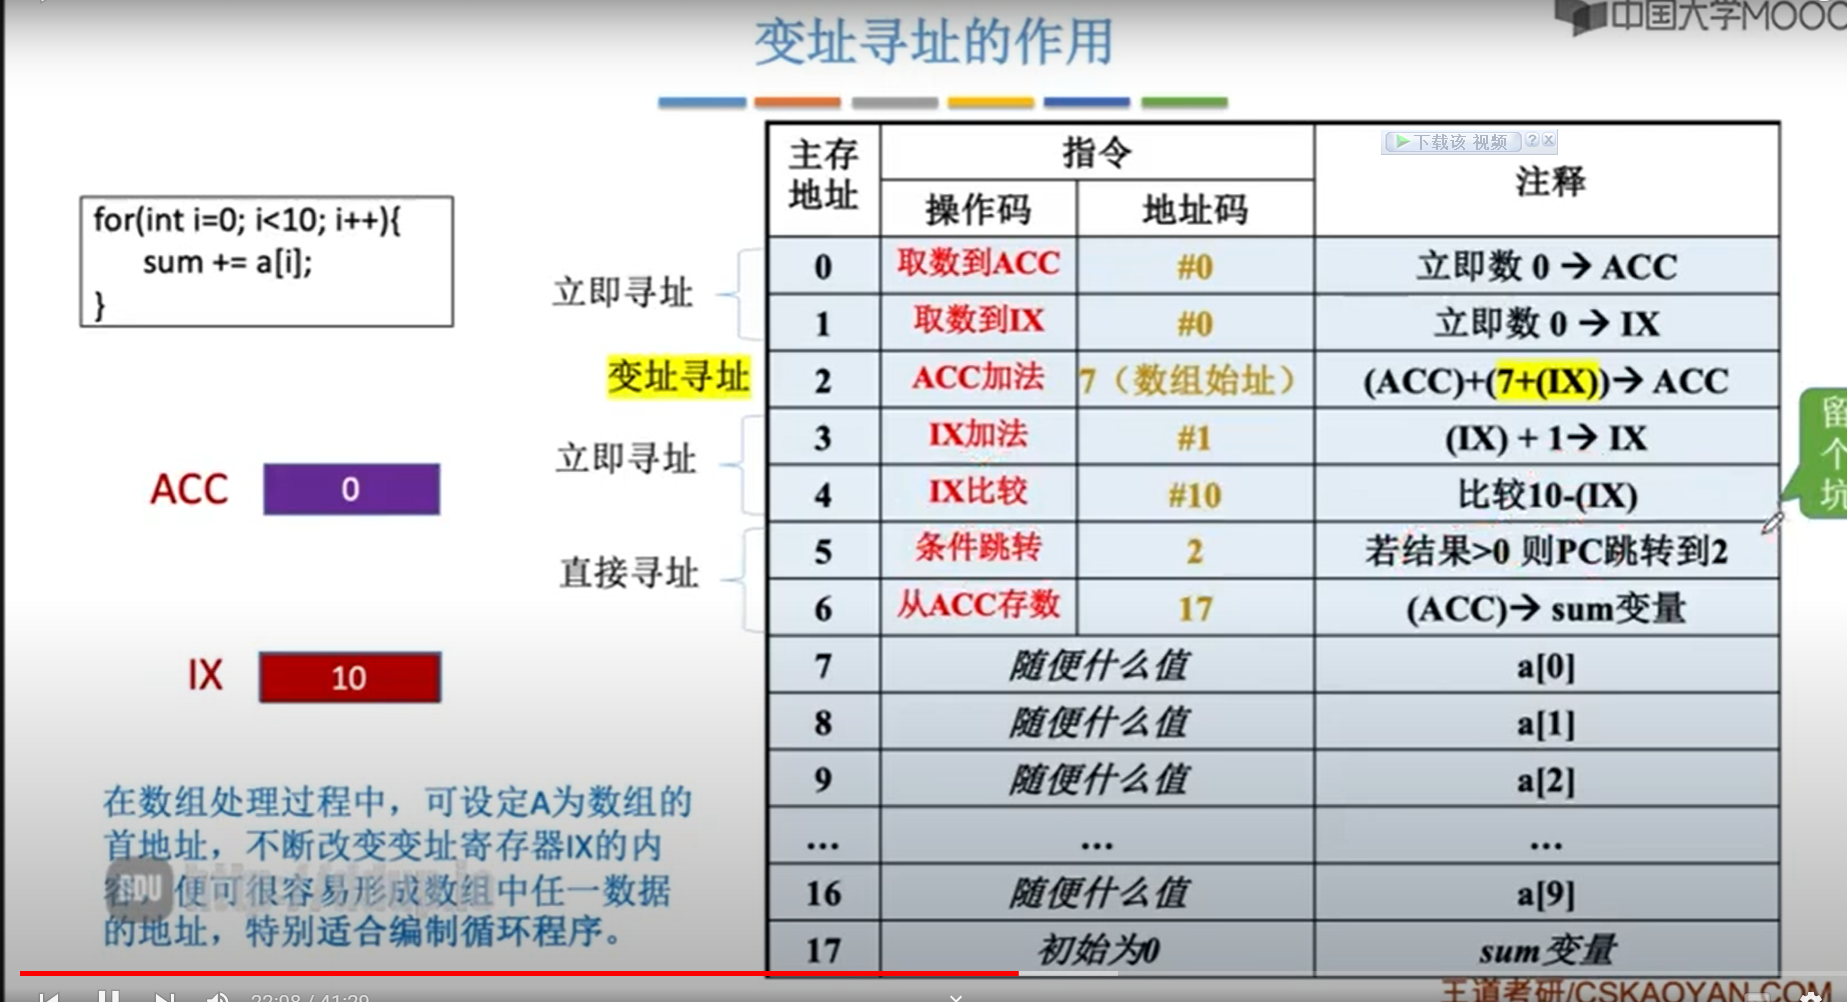 中国大学MOOC
变址寻址的作用
下载该 视频
for(int i=0; i<10; i++){
sum += a[i];
}
主存地址 指令 注释
操作码 地址码
立即寻址
0 取数到ACC #0 立即数 0 → ACC
1 取数到IX #0 立即数 0 → IX
变址寻址
2 ACC加法 7（数组始址） (ACC)+(7+(IX))→ ACC
立即寻址
3 IX加法 #1 (IX) + 1→ IX
4 IX比较 #10 比较10-(IX)
直接寻址
5 条件跳转 2 若结果>0 则PC跳转到2
6 从ACC存数 17 (ACC)→ sum变量
7 随便什么值 a[0]
8 随便什么值 a[1]
9 随便什么值 a[2]
... ... ...
16 随便什么值 a[9]
17 初始为0 sum变量
留
个
坑
ACC 0
IX 10
在数组处理过程中，可设定A为数组的
首地址，不断改变变址寄存器IX的内
便可很容易形成数组中任一数据
的地址，特别适合编制循环程序。
王道考研/CSKAOYAN.COM
22:08 / 41:29